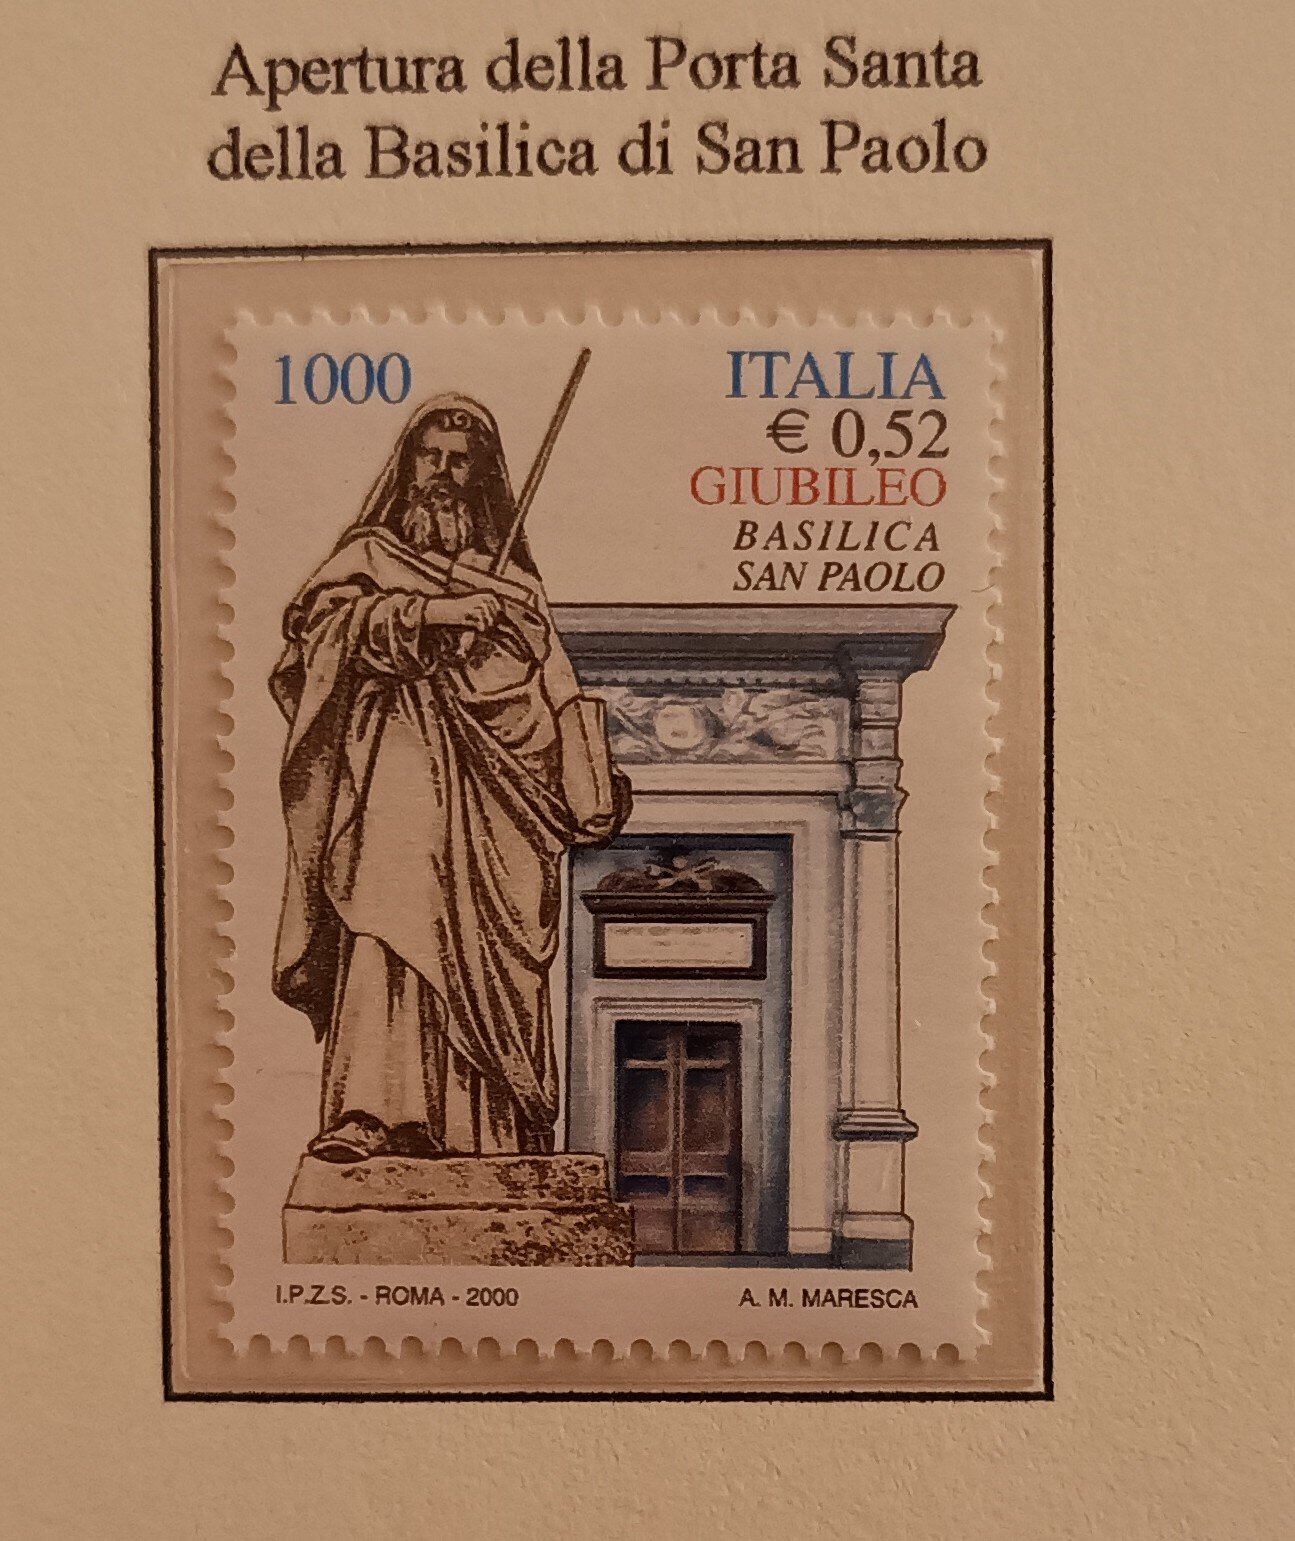 Apertura della Porta Santa
della Basilica di San Paolo
1000
ITALIA
€ 0,52
GIUBILEO
BASILICA
SAN PAOLO
I.P.Z.S. - ROMA - 2000
A. M. MARESCA